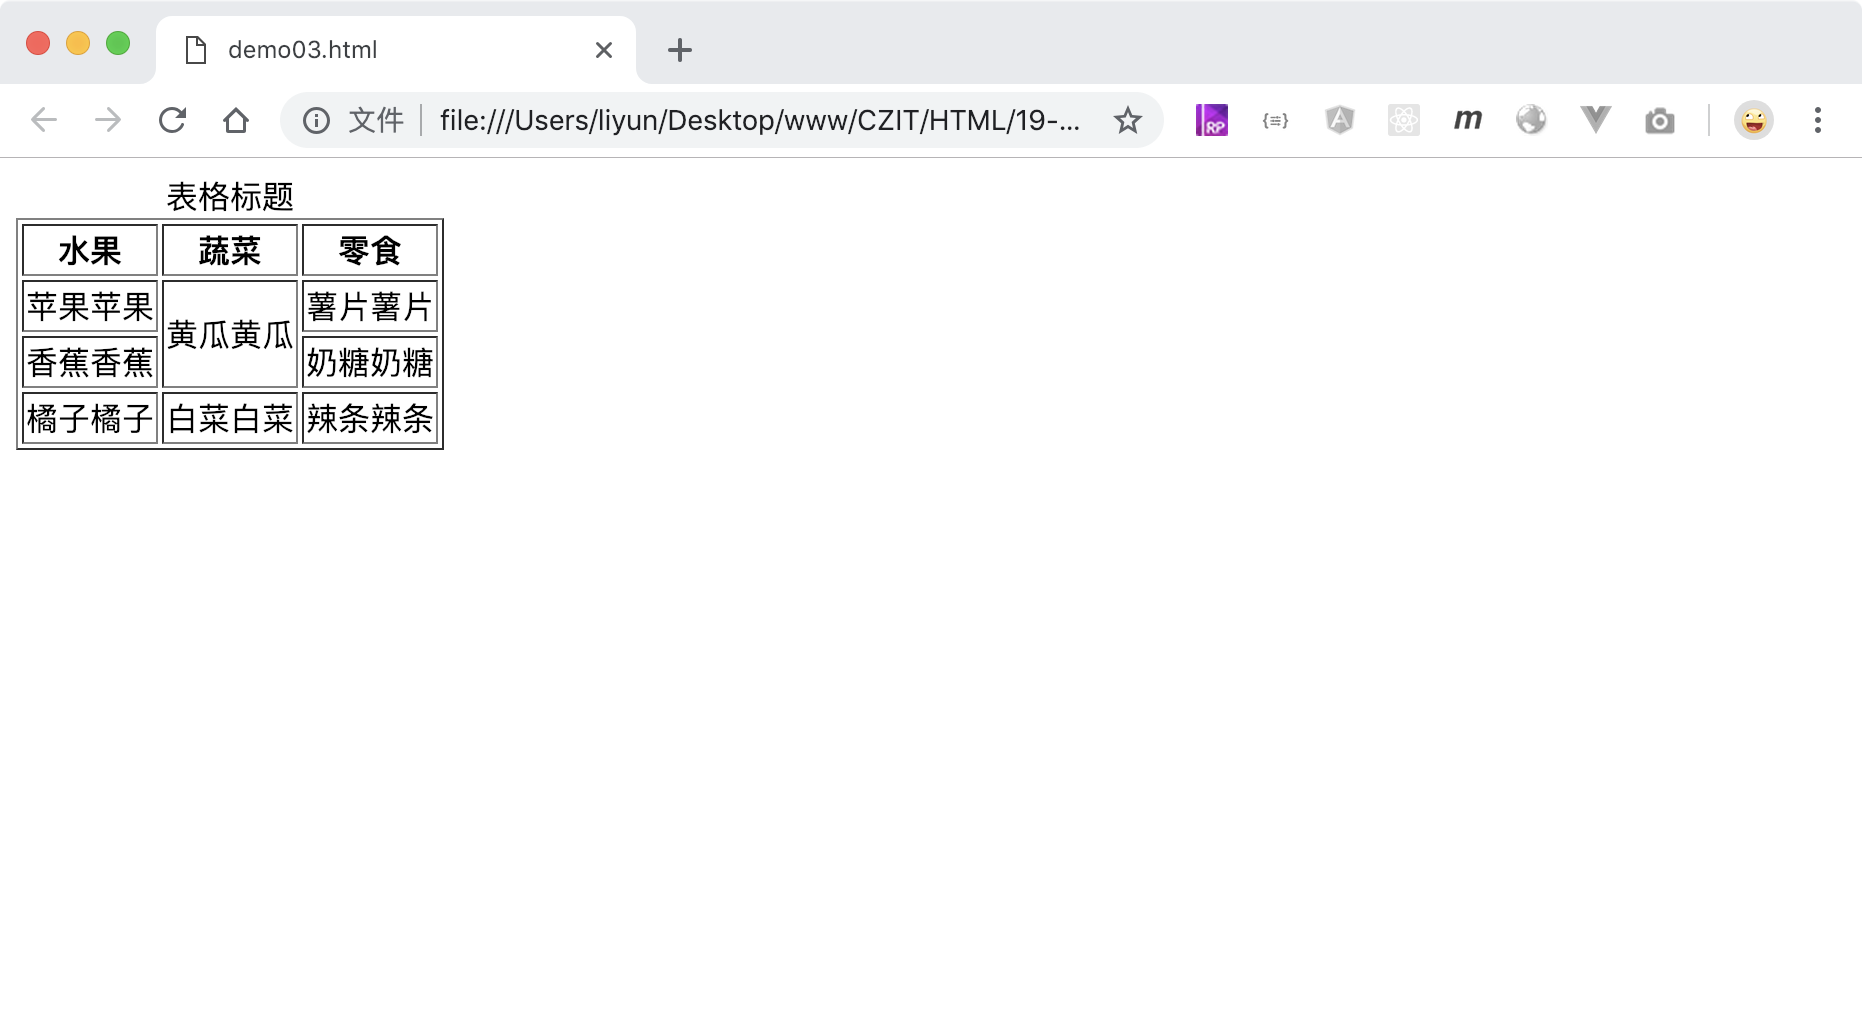 demo03.html
文件 file:///Users/liyun/Desktop/www/CZIT/HTML/19-...
RP {≡} A m
表格标题
水果 蔬菜 零食
苹果苹果 黄瓜黄瓜 薯片薯片
香蕉香蕉 奶糖奶糖
橘子橘子 白菜白菜 辣条辣条